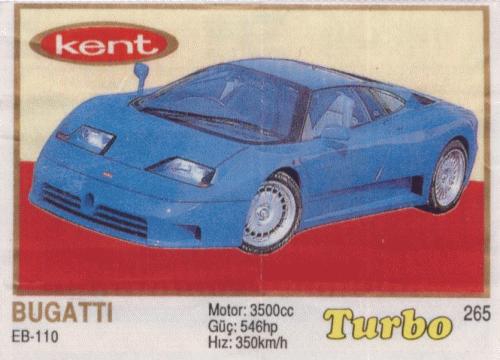 kent
BUGATTI
EB-110
Motor: 3500cc
Güç: 546hp
Hız: 350km/h
Turbo
265